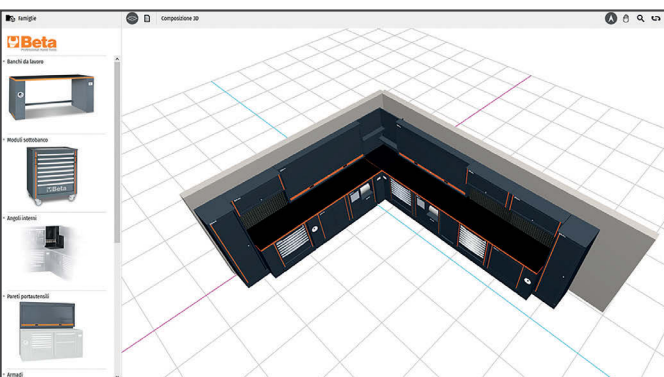 Famiglie
Composizione 3D
Beta
Banchi da lavoro
Moduli sottobanco
Beta
Angoli interni
Pareti portautensili
Armadi